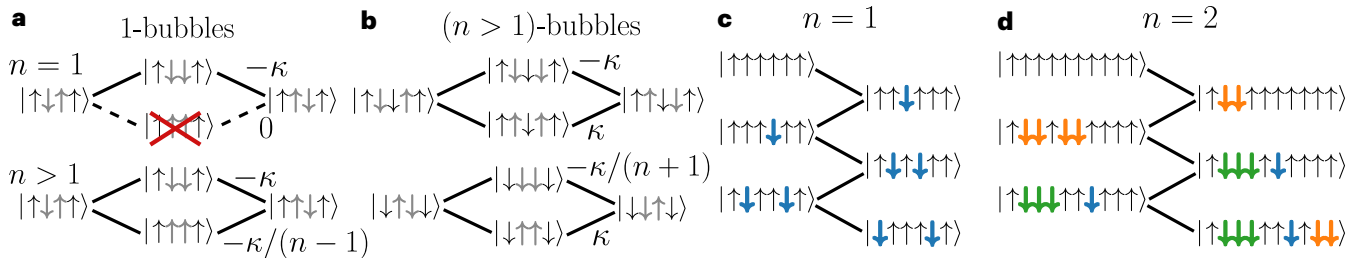 a
1-bubbles
n = 1
|↑↓↓↑⟩
−κ
|↑↓↑↑⟩
|↑↑↓↑⟩
|↑↑↑↑⟩
0
n > 1
|↑↓↓↑⟩
−κ
|↑↓↑↑⟩
|↑↑↓↑⟩
|↑↑↑↑⟩
−κ/(n−1)
b
(n > 1)-bubbles
|↑↓↓↓↑⟩
−κ
|↑↓↓↑↑⟩
|↑↑↓↓↑⟩
|↑↑↓↑↑⟩
κ
|↓↓↓↓⟩
−κ/(n+1)
|↓↑↓↓⟩
|↓↓↑↓⟩
|↓↑↑↓⟩
κ
c
n = 1
|↑↑↑↑↑↑⟩
|↑↑↓↑↑↑⟩
|↑↑↑↓↑↑⟩
|↑↓↑↓↑↑⟩
|↑↓↑↑↓↑⟩
|↓↑↑↑↓↑⟩
d
n = 2
|↑↑↑↑↑↑↑↑↑↑⟩
|↑↓↓↑↑↑↑↑↑↑⟩
|↑↓↓↑↓↓↑↑↑↑⟩
|↑↓↓↓↑↓↑↑↑↑⟩
|↑↓↓↓↑↑↓↑↑↑⟩
|↑↓↓↓↑↑↓↑↓↓⟩